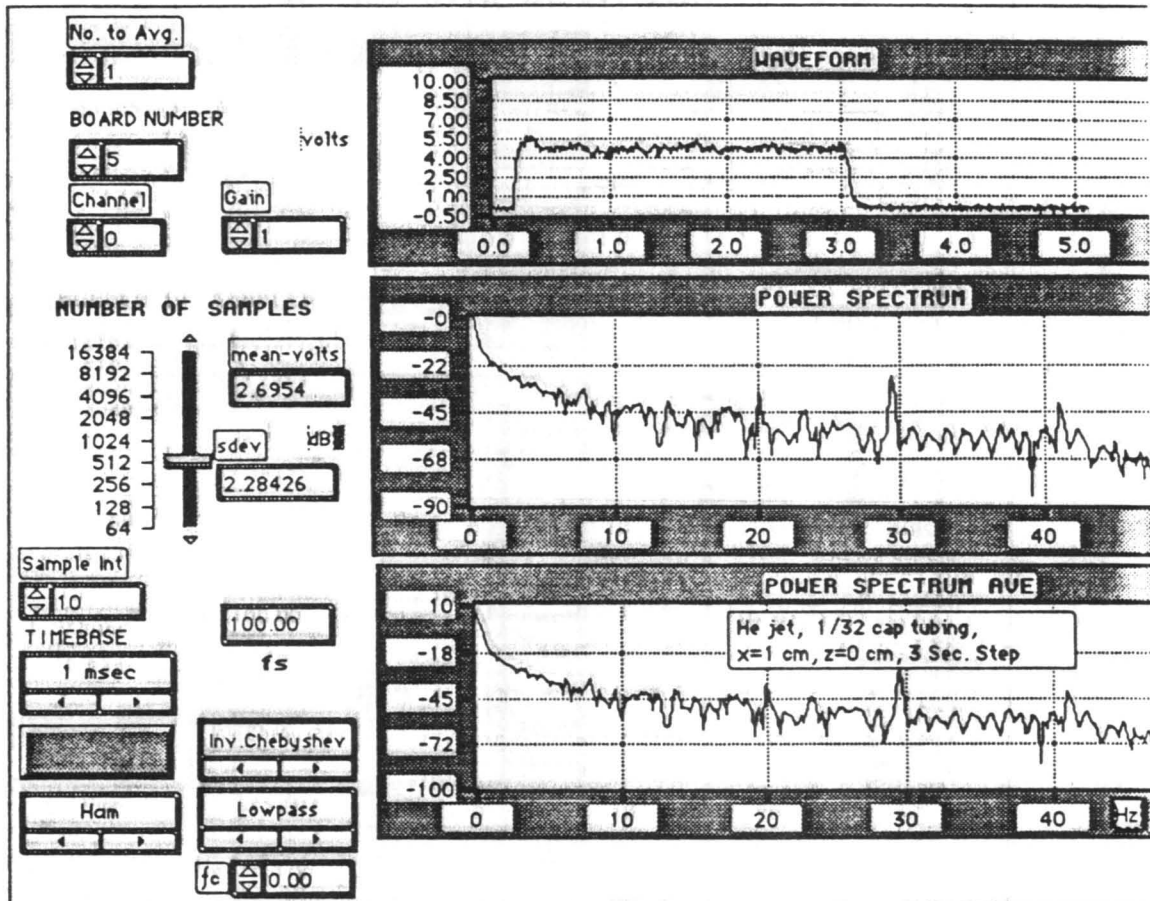 No. to Avg.
1
BOARD NUMBER
5
Channel
0
Gain
1
volts
WAVEFORM
10.00
8.50
7.00
5.50
4.00
2.50
1.00
-0.50
0.0 1.0 2.0 3.0 4.0 5.0
NUMBER OF SAMPLES
16384
8192
4096
2048
1024
512
256
128
64
mean-volts
2.6954
sdev
2.28426
dB
POWER SPECTRUM
-0
-22
-45
-68
-90
0 10 20 30 40
Sample Int
10
TIMEBASE
1 msec
100.00
fs
Ham
Inv.Chebyshev
Lowpass
fc 0.00
POWER SPECTRUM AVE
He jet, 1/32 cap tubing,
x=1 cm, z=0 cm, 3 Sec. Step
10
-18
-45
-72
-100
0 10 20 30 40 Hz